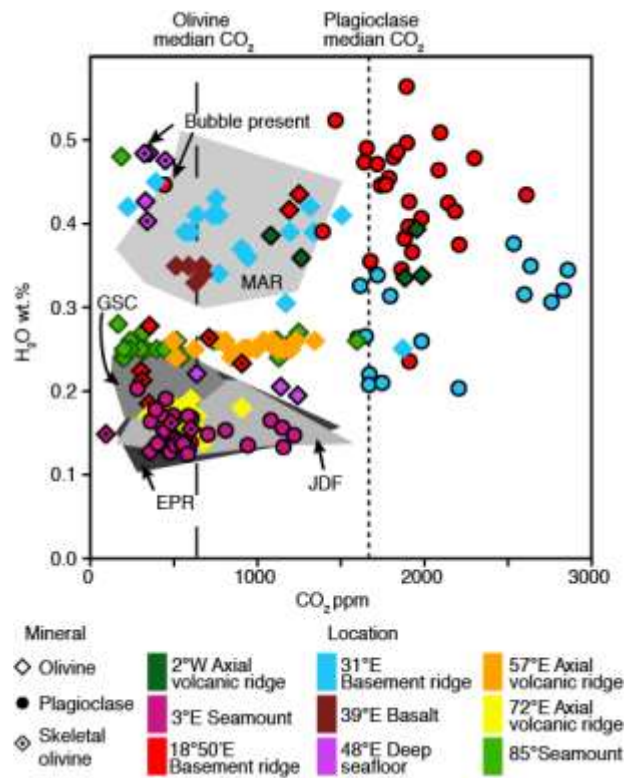 Olivine
median CO₂
Plagioclase
median CO₂
Bubble present
MAR
GSC
JDF
EPR
H₂O wt.%
0.5
0.4
0.3
0.2
0.1
0.0
0
1000
2000
3000
CO₂ ppm
Mineral
Olivine
Plagioclase
Skeletal
olivine
Location
2°W Axial
volcanic ridge
3°E Seamount
18°50'E
Basement ridge
31°E
Basement ridge
39°E Basalt
48°E Deep
seafloor
57°E Axial
volcanic ridge
72°E Axial
volcanic ridge
85°Seamount